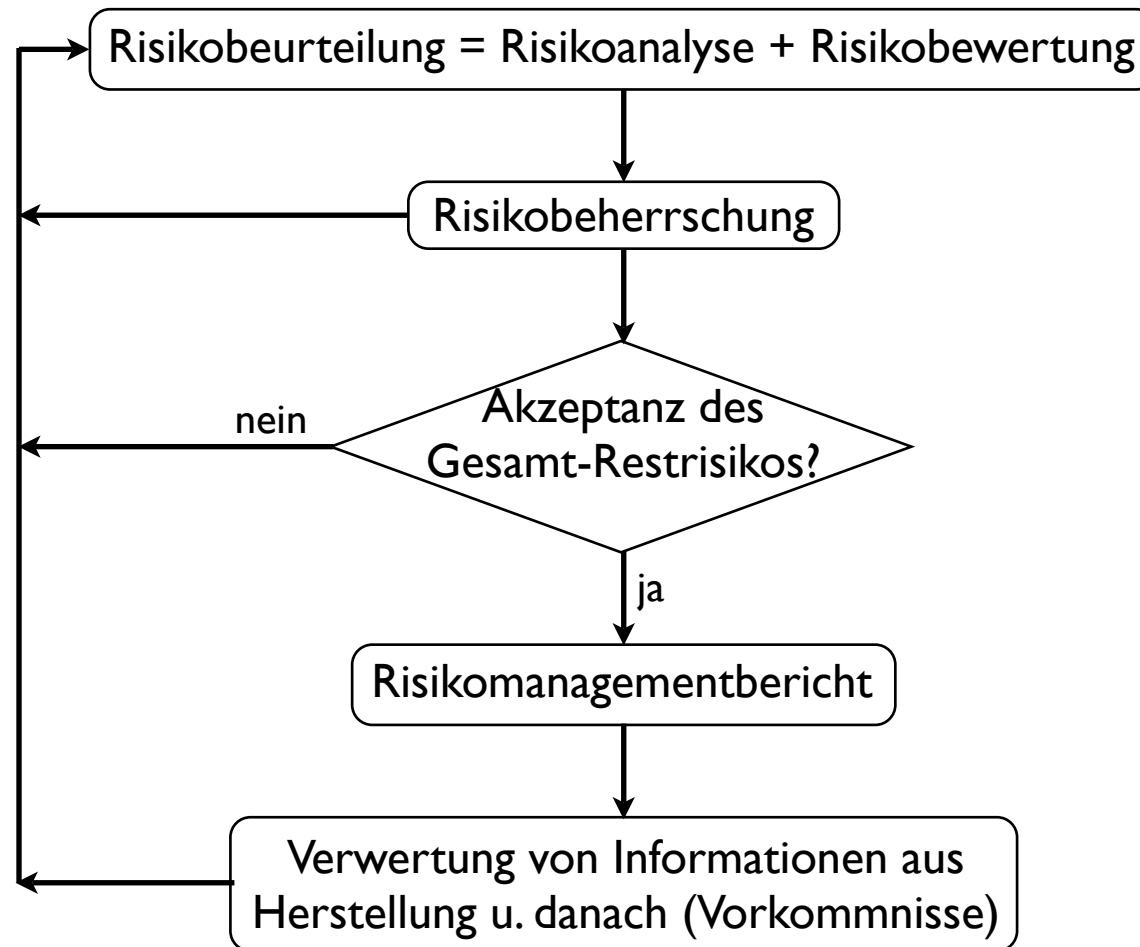 Risikobeurteilung = Risikoanalyse + Risikobewertung
Risikobeherrschung
Akzeptanz des
Gesamt-Restrisikos?
nein
ja
Risikomanagementbericht
Verwertung von Informationen aus
Herstellung u. danach (Vorkommnisse)